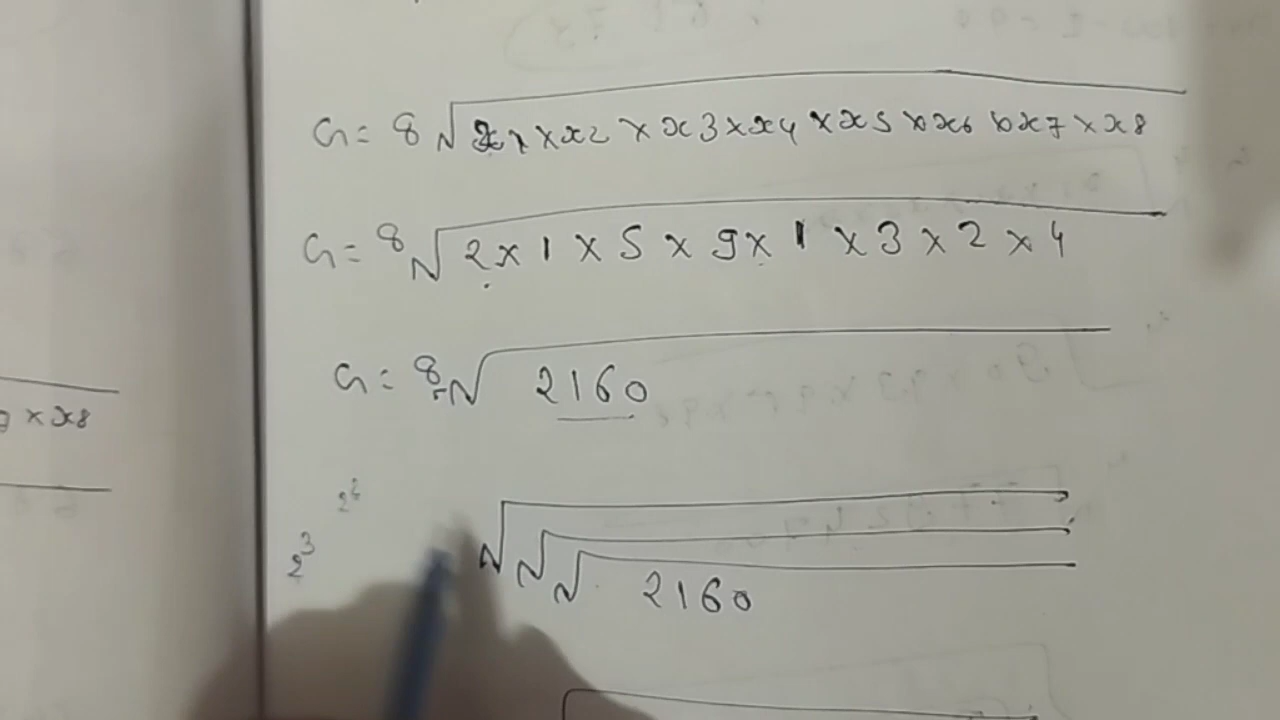 G = 8√x1 × x2 × x3 × x4 × x5 × x6 × x7 × x8
G = 8√2 × 1 × 5 × 9 × 1 × 3 × 2 × 4
G = 8√2160
× x8
2³
√√√2160